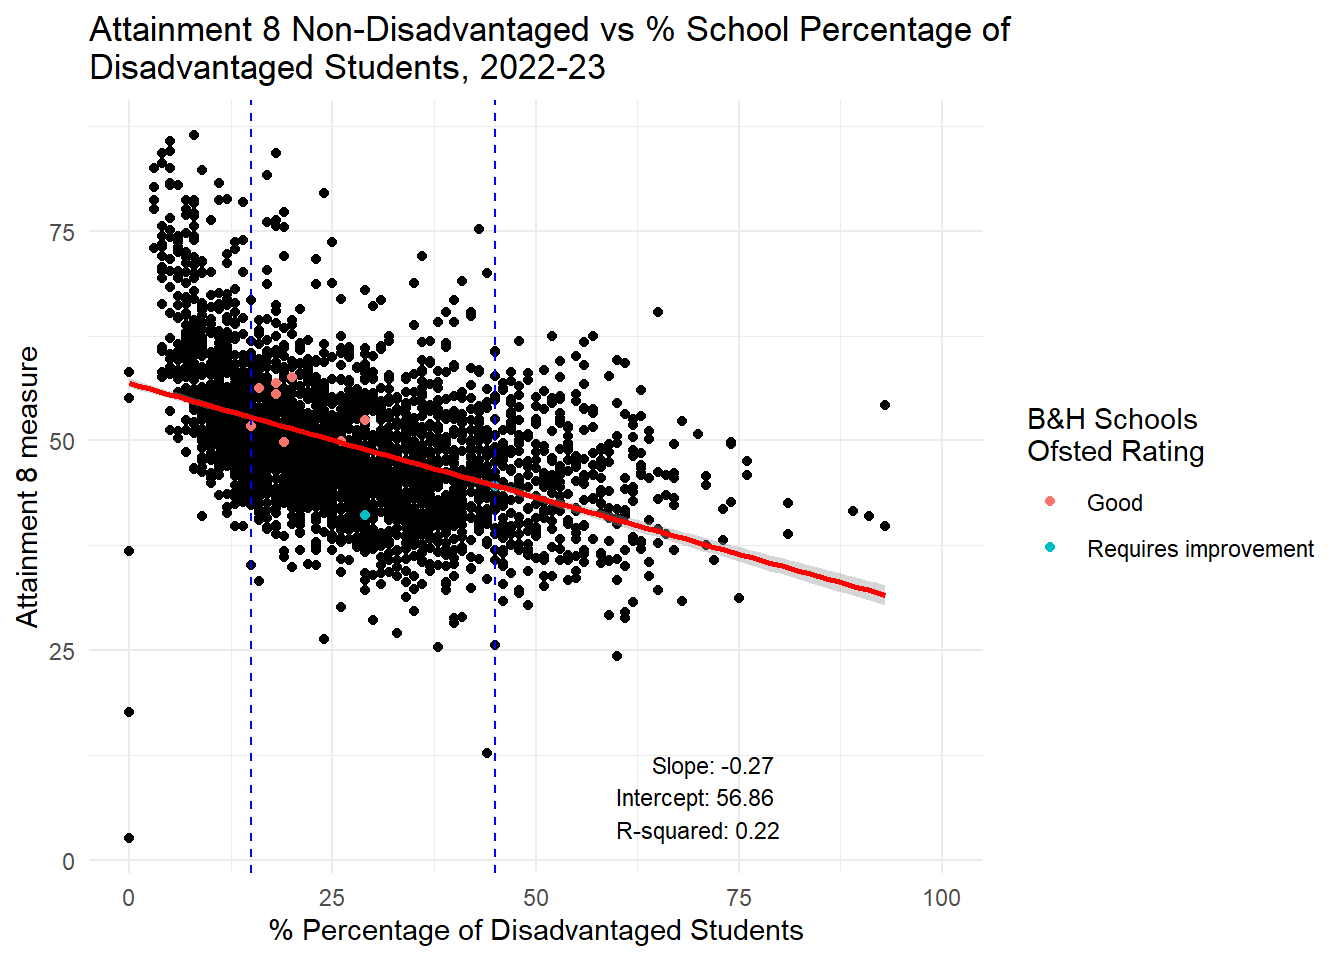 Attainment 8 Non-Disadvantaged vs % School Percentage of
Disadvantaged Students, 2022-23
Attainment 8 measure
75
50
25
0
Slope: -0.27
Intercept: 56.86
R-squared: 0.22
0 25 50 75 100
% Percentage of Disadvantaged Students
B&H Schools
Ofsted Rating
Good
Requires improvement